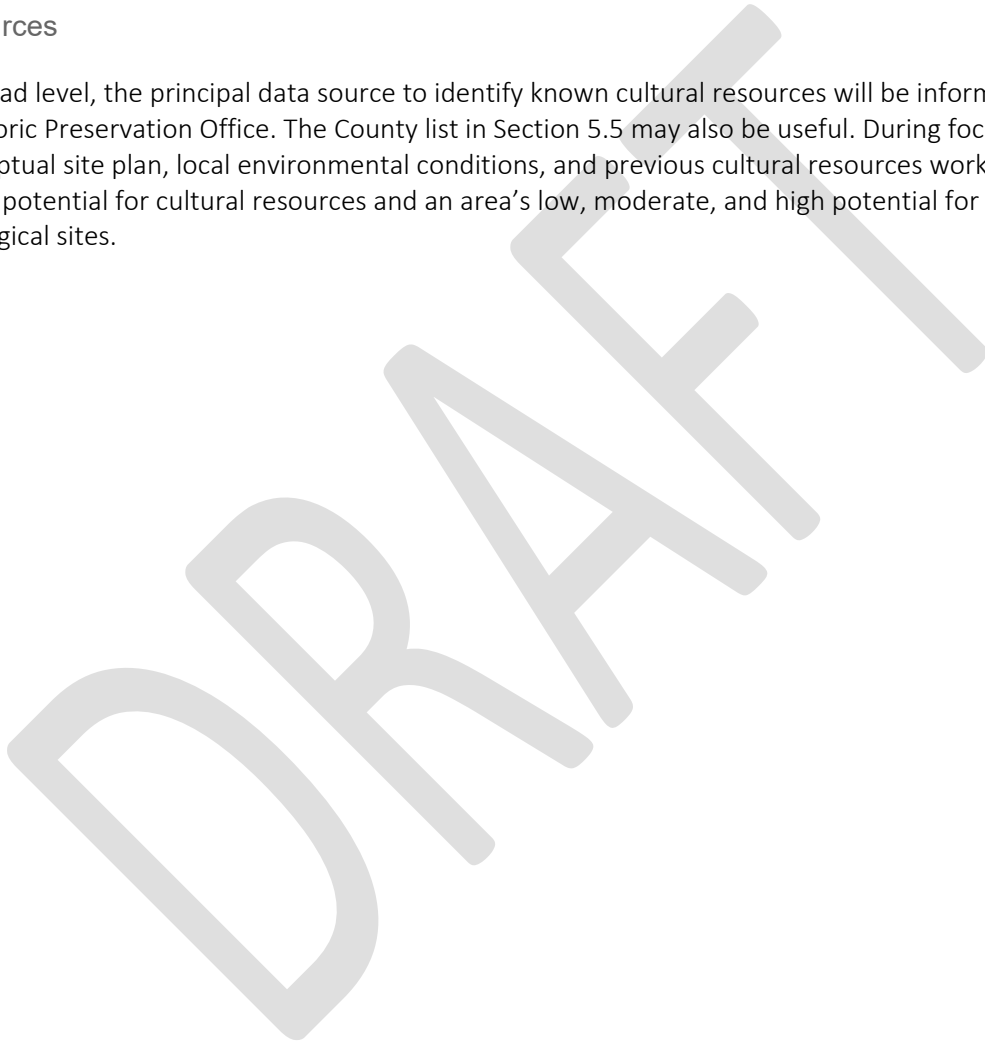 rces
ad level, the principal data source to identify known cultural resources will be inform
oric Preservation Office. The County list in Section 5.5 may also be useful. During foc
ptual site plan, local environmental conditions, and previous cultural resources work
potential for cultural resources and an area’s low, moderate, and high potential for
gical sites.
DRAFT